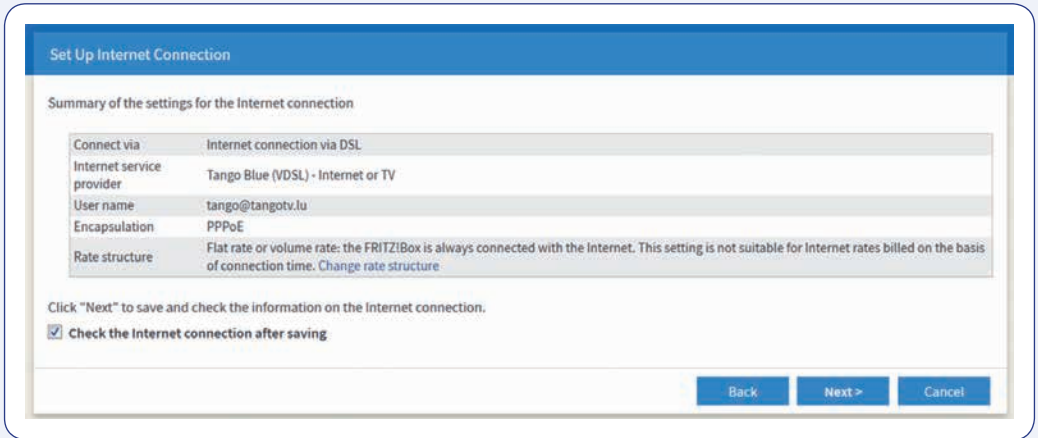 Set Up Internet Connection
Summary of the settings for the Internet connection
Connect via Internet connection via DSL
Internet service provider Tango Blue (VDSL) - Internet or TV
User name tango@tangotv.lu
Encapsulation PPPoE
Rate structure Flat rate or volume rate: the FRITZ!Box is always connected with the Internet. This setting is not suitable for Internet rates billed on the basis
of connection time. Change rate structure
Click "Next" to save and check the information on the Internet connection.
Check the Internet connection after saving
Back Next > Cancel